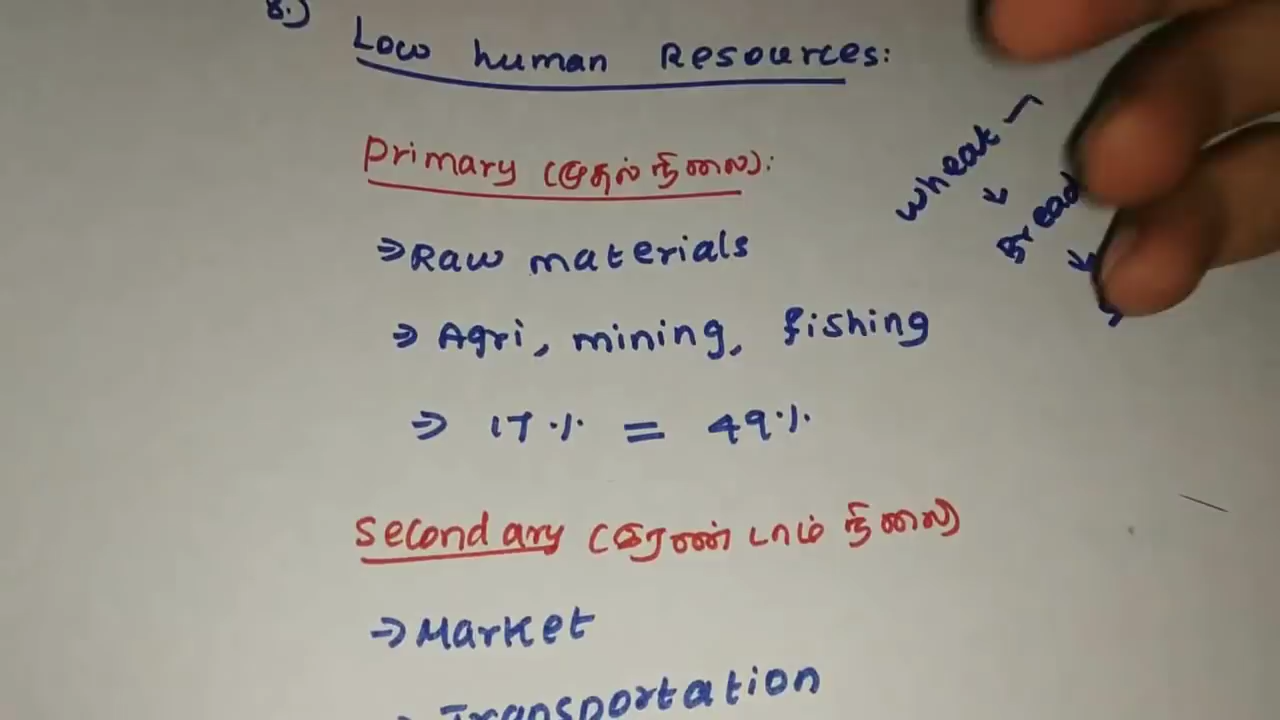 8.)
Low human Resources:
Primary (முதல் நிலை):
⇒ Raw materials
⇒ Agri, mining, fishing
⇒ 17% = 49%
Secondary (இரண்டாம் நிலை)
→ Market
→ Transportation
wheat
↓
Bread
↓